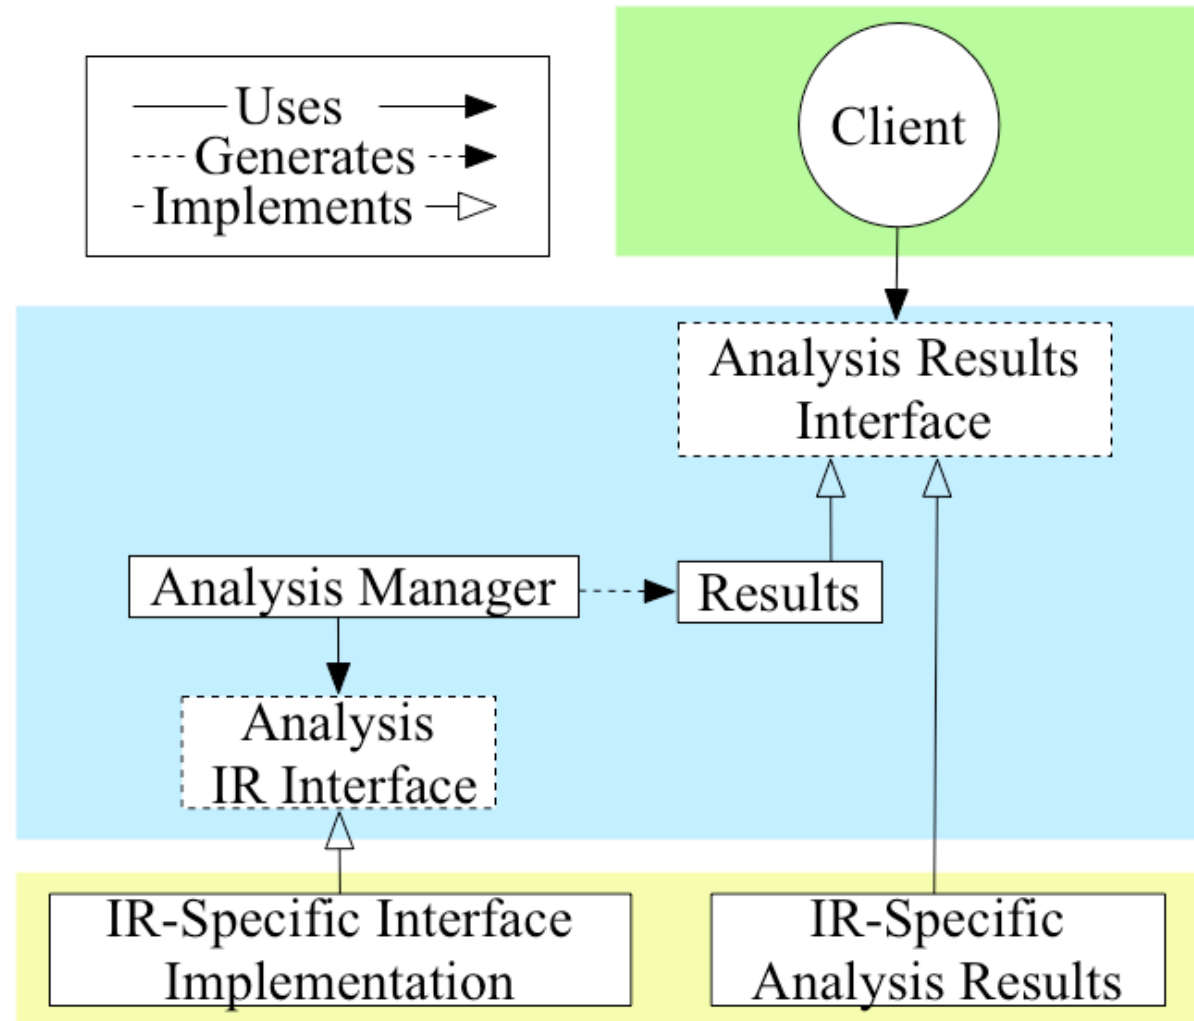 Uses
Generates
Implements
Client
Analysis Results
Interface
Analysis Manager
Results
Analysis
IR Interface
IR-Specific Interface
Implementation
IR-Specific
Analysis Results